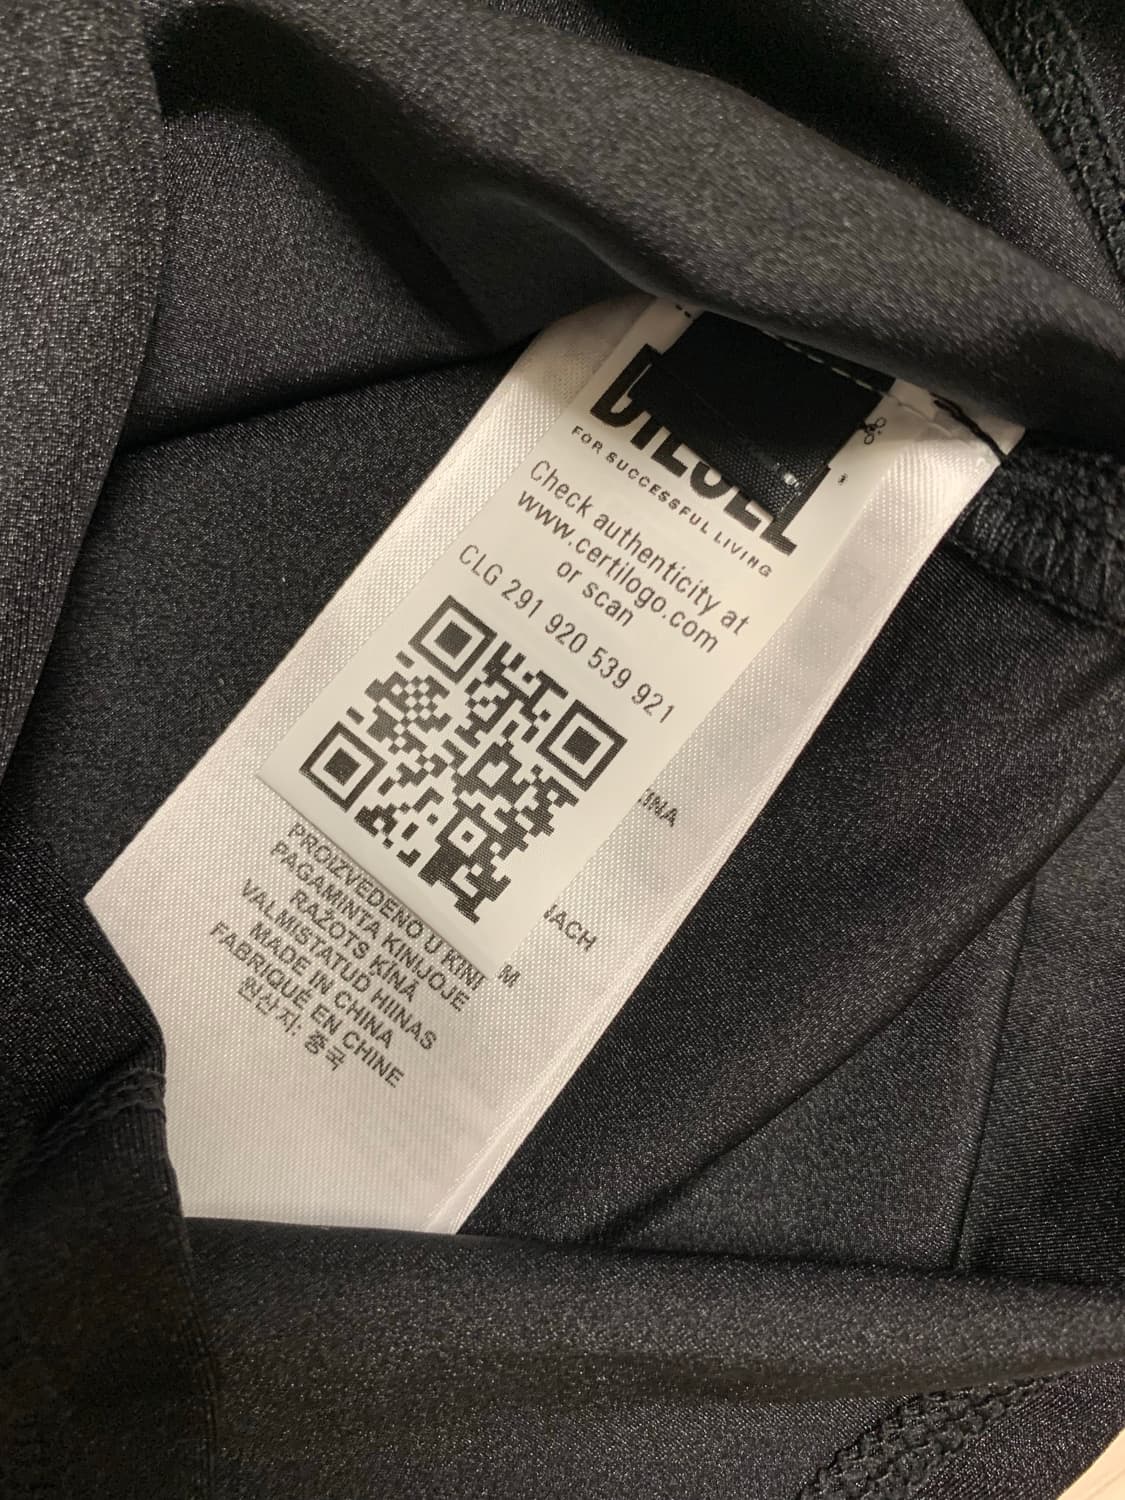 DIESEL
FOR SUCCESSFUL LIVING
Check authenticity at
www.certilogo.com
or scan
CLG 291 920 539 921
PROIZVEDENO U KINI
PAGAMINTA KINIJOJE
RAŽOTS ĶĪNĀ
VALMISTATUD HIINAS
MADE IN CHINA
FABRIQUÉ EN CHINE
원산지: 중국